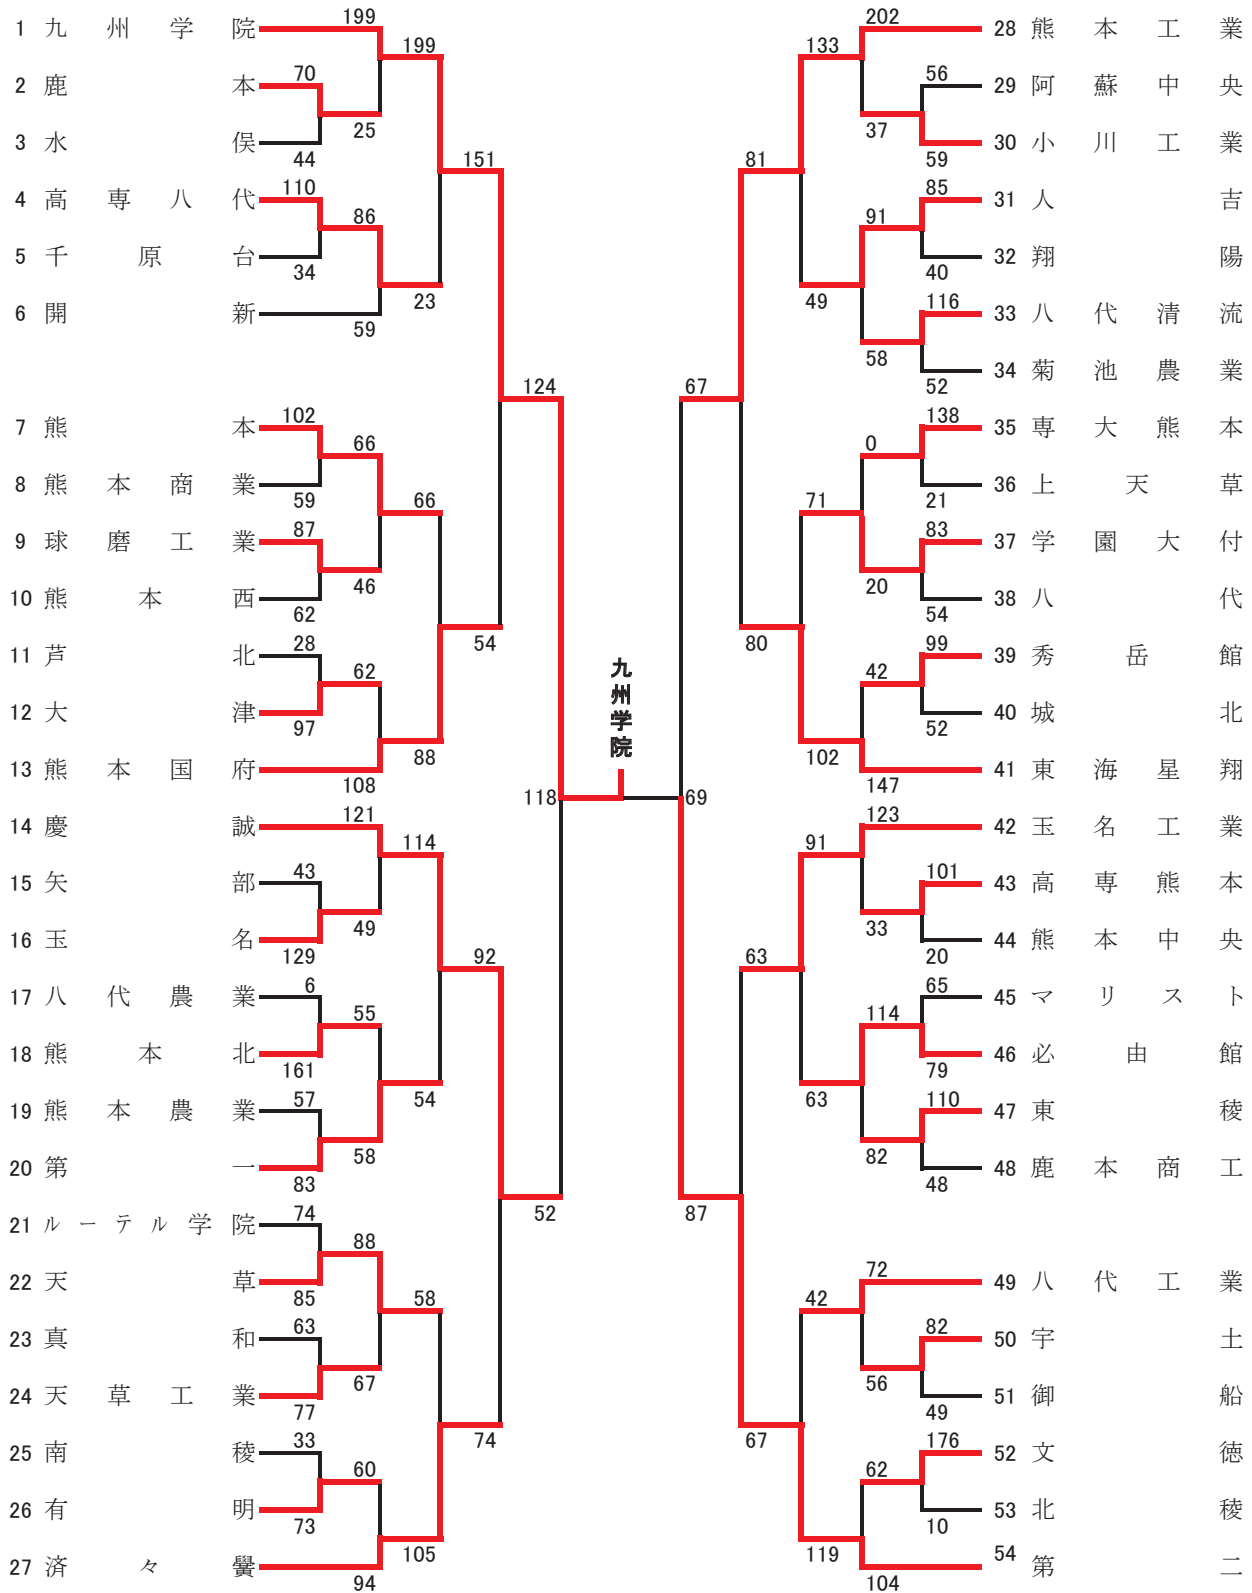 1 九州学院 199
2 鹿本 70
3 水俣 44
4 高専八代 110
5 千原台 34
6 開新 59
7 熊本 102
8 熊本商業 59
9 球磨工業 87
10 熊本西 62
11 芦北 28
12 大津 97
13 熊本国府 108
14 慶誠 121
15 矢部 43
16 玉名 129
17 八代農業 6
18 熊本北 161
19 熊本農業 57
20 第一 83
21 ルーテル学院 74
22 天草 85
23 真和 63
24 天草工業 77
25 南稜 33
26 有明 73
27 済々黌 94
199
25
86
66
46
62
114
49
55
58
88
67
60
151
23
66
88
54
58
105
124
54
92
74
118
52
九州学院
69
67
87
81
80
63
67
133
49
71
102
91
63
42
119
37
91
58
0
20
42
33
114
82
56
62
202 28 熊本工業
56 29 阿蘇中央
59 30 小川工業
85 31 人吉
40 32 翔陽
116 33 八代清流
52 34 菊池農業
138 35 専大熊本
21 36 上天草
83 37 学園大付
54 38 八代
99 39 秀岳館
52 40 城北
147 41 東海星翔
123 42 玉名工業
101 43 高専熊本
20 44 熊本中央
65 45 マリスト
79 46 必由館
110 47 東稜
48 48 鹿本商工
72 49 八代工業
82 50 宇土
49 51 御船
176 52 文徳
10 53 北稜
104 54 第二